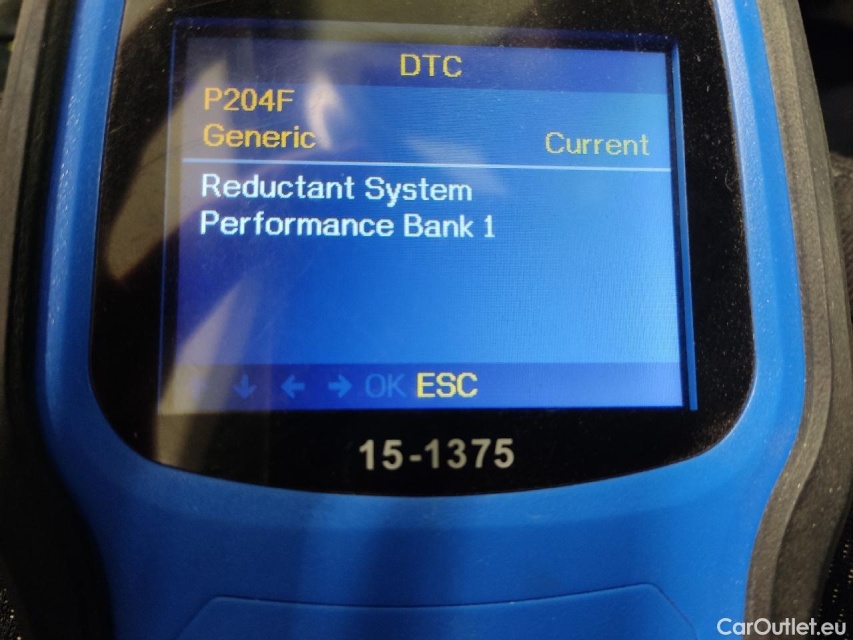 DTC
P204F
Generic Current
Reductant System
Performance Bank 1
OK ESC
15-1375
CarOutlet.eu